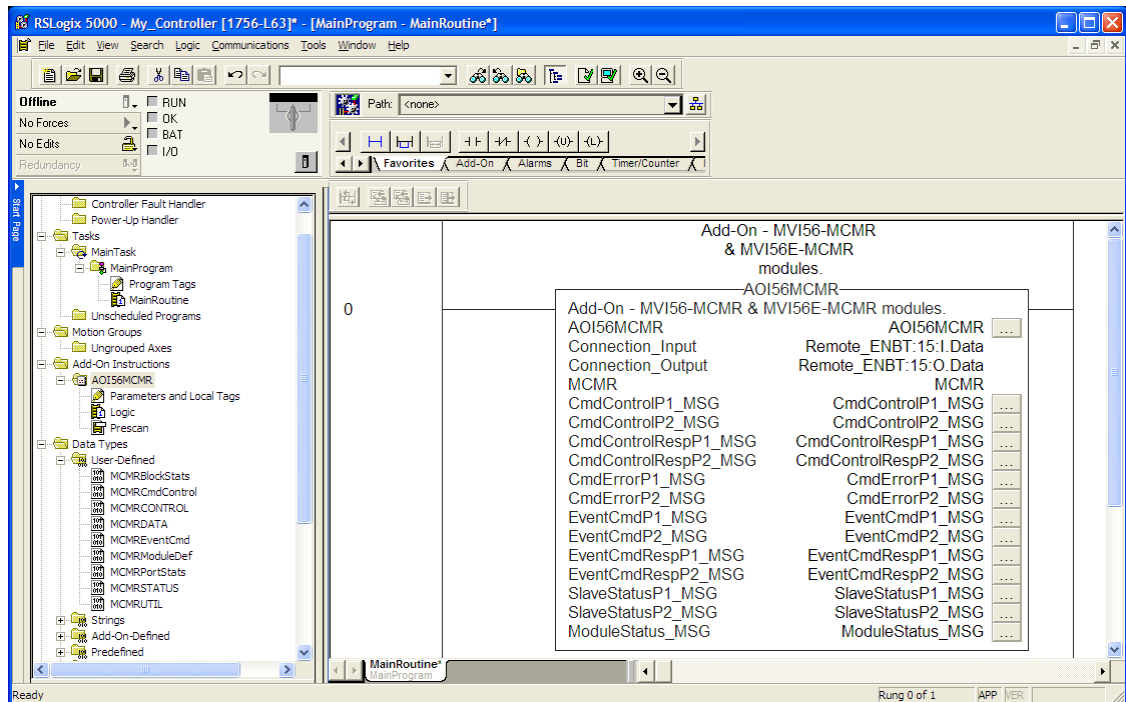 RSLogix 5000 - My_Controller [1756-L63]* - [MainProgram - MainRoutine*]
File Edit View Search Logic Communications Tools Window Help
Offline
RUN
No Forces
OK
No Edits
BAT
Redundancy
I/O
Path: <none>
Favorites Add-On Alarms Bit Timer/Counter
Start Page
Controller Fault Handler
Power-Up Handler
Tasks
MainTask
MainProgram
Program Tags
MainRoutine
Unscheduled Programs
Motion Groups
Ungrouped Axes
Add-On Instructions
AOI56MCMR
Parameters and Local Tags
Logic
Prescan
Data Types
User-Defined
MCMRBlockStats
MCMRCmdControl
MCMRCONTROL
MCMRDATA
MCMREventCmd
MCMRModuleDef
MCMRPortStats
MCMRSTATUS
MCMRUTIL
Strings
Add-On-Defined
Predefined
0
Add-On - MVI56-MCMR
& MVI56E-MCMR
modules.
AOI56MCMR
Add-On - MVI56-MCMR & MVI56E-MCMR modules.
AOI56MCMR AOI56MCMR ...
Connection_Input Remote_ENBT:15:I.Data
Connection_Output Remote_ENBT:15:O.Data
MCMR MCMR
CmdControlP1_MSG CmdControlP1_MSG ...
CmdControlP2_MSG CmdControlP2_MSG ...
CmdControlRespP1_MSG CmdControlRespP1_MSG ...
CmdControlRespP2_MSG CmdControlRespP2_MSG ...
CmdErrorP1_MSG CmdErrorP1_MSG ...
CmdErrorP2_MSG CmdErrorP2_MSG ...
EventCmdP1_MSG EventCmdP1_MSG ...
EventCmdP2_MSG EventCmdP2_MSG ...
EventCmdRespP1_MSG EventCmdRespP1_MSG ...
EventCmdRespP2_MSG EventCmdRespP2_MSG ...
SlaveStatusP1_MSG SlaveStatusP1_MSG ...
SlaveStatusP2_MSG SlaveStatusP2_MSG ...
ModuleStatus_MSG ModuleStatus_MSG ...
MainRoutine*
MainProgram
Ready
Rung 0 of 1 APP VER